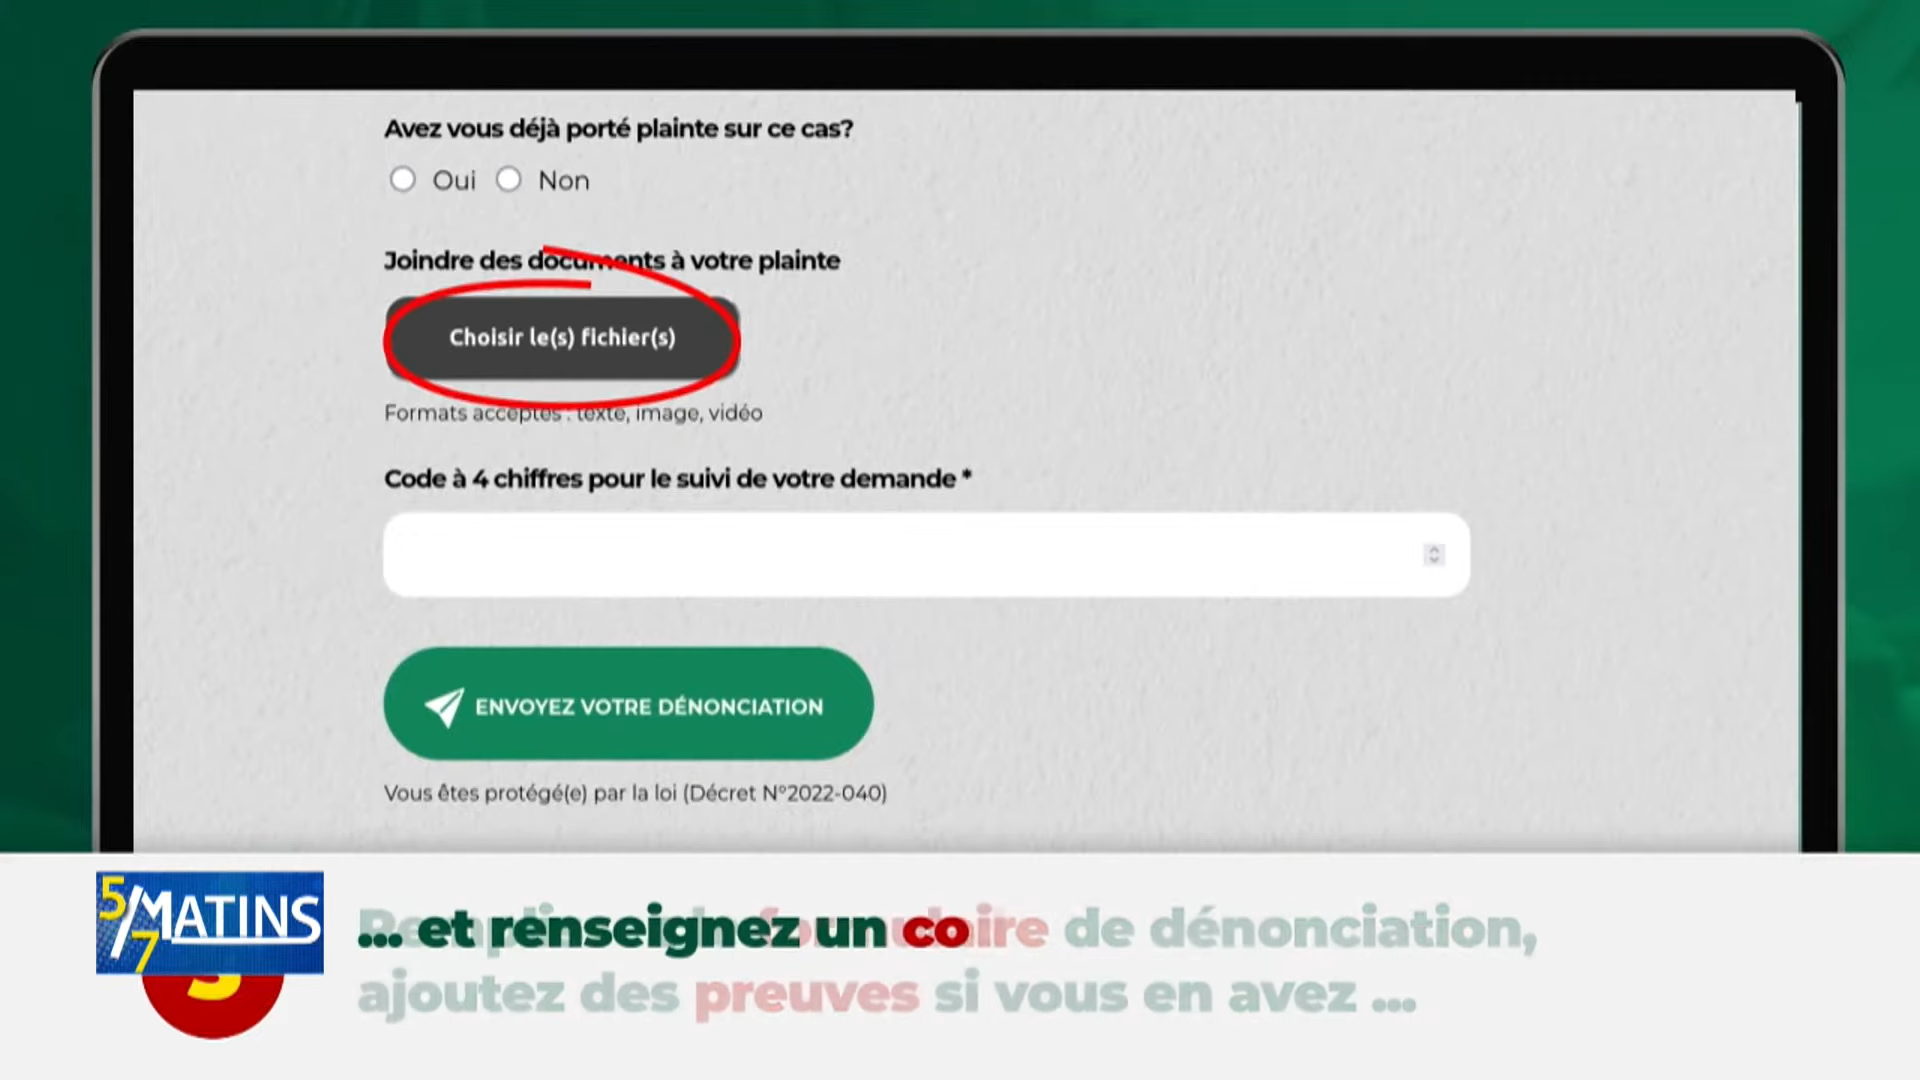 Avez vous déjà porté plainte sur ce cas?
Oui Non
Joindre des documents à votre plainte
Choisir le(s) fichier(s)
Formats acceptés : texte, image, vidéo
Code à 4 chiffres pour le suivi de votre demande *
ENVOYEZ VOTRE DÉNONCIATION
Vous êtes protégé(e) par la loi (Décret N°2022-040)
5/7 MATINS
... et renseignez un co
de dénonciation,
ajoutez des preuves si vous en avez ...